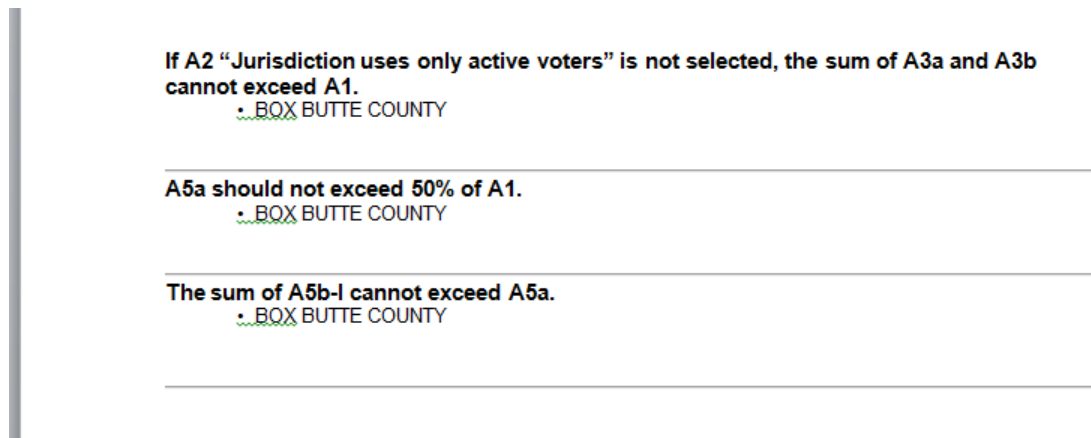 If A2 “Jurisdiction uses only active voters” is not selected, the sum of A3a and A3b
cannot exceed A1.
• BOX BUTTE COUNTY
A5a should not exceed 50% of A1.
• BOX BUTTE COUNTY
The sum of A5b-l cannot exceed A5a.
• BOX BUTTE COUNTY